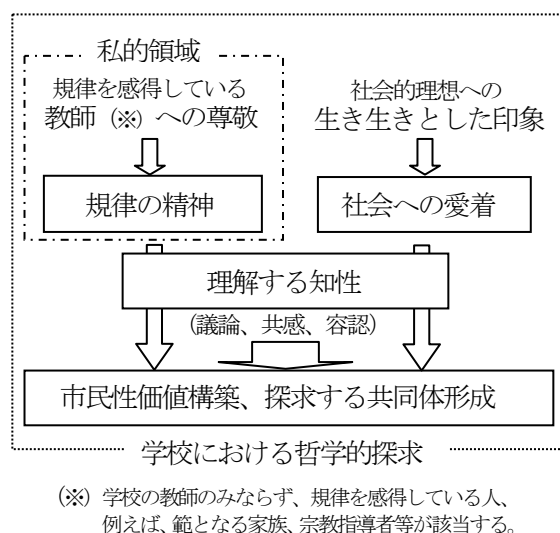 私的領域
規律を感得している
教師（※）への尊敬
社会的理想への
生き生きとした印象
規律の精神
社会への愛着
理解する知性
(議論、共感、容認)
市民性価値構築、探求する共同体形成
学校における哲学的探求
(※) 学校の教師のみならず、規律を感得している人、
例えば、範となる家族、宗教指導者等が該当する。